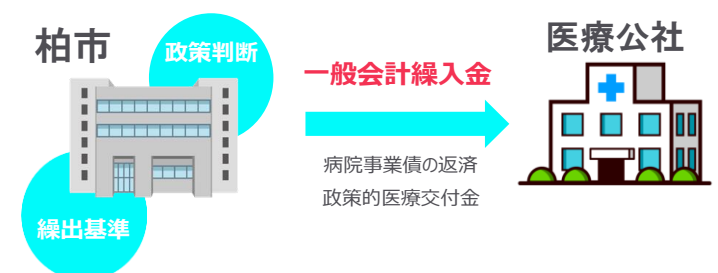 柏市
政策判断
繰出基準
一般会計繰入金
病院事業債の返済
政策的医療交付金
医療公社